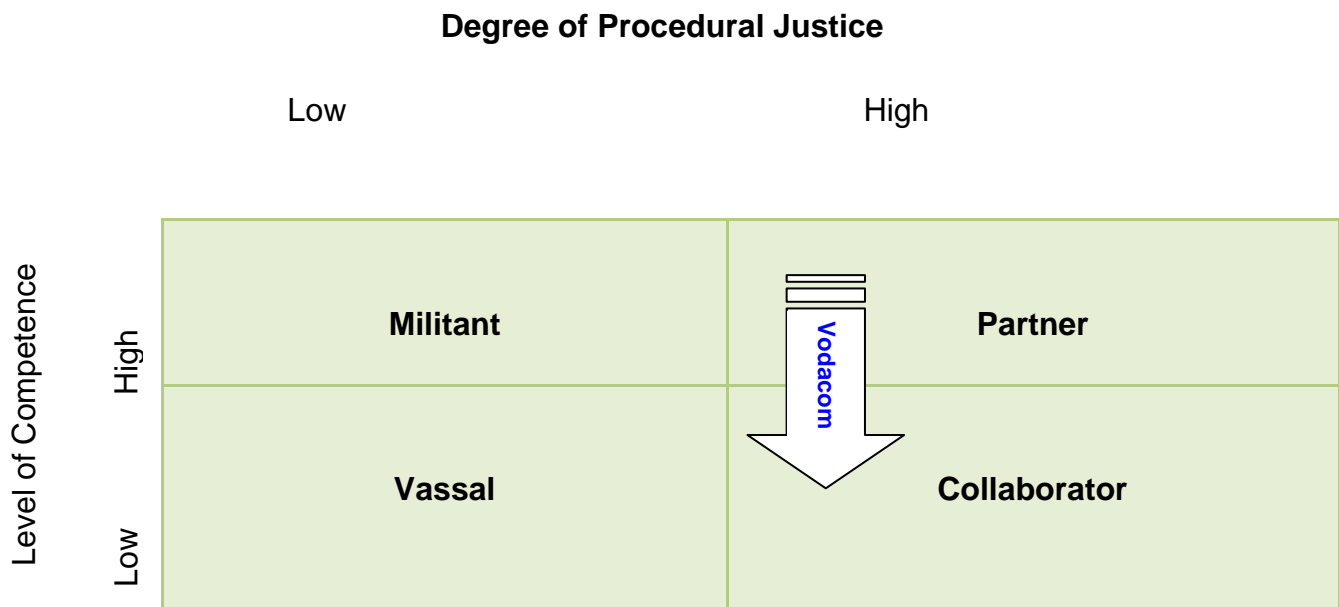 Degree of Procedural Justice
Low High
Level of Competence
High
Militant Partner
Vodacom
Vassal Collaborator
Low